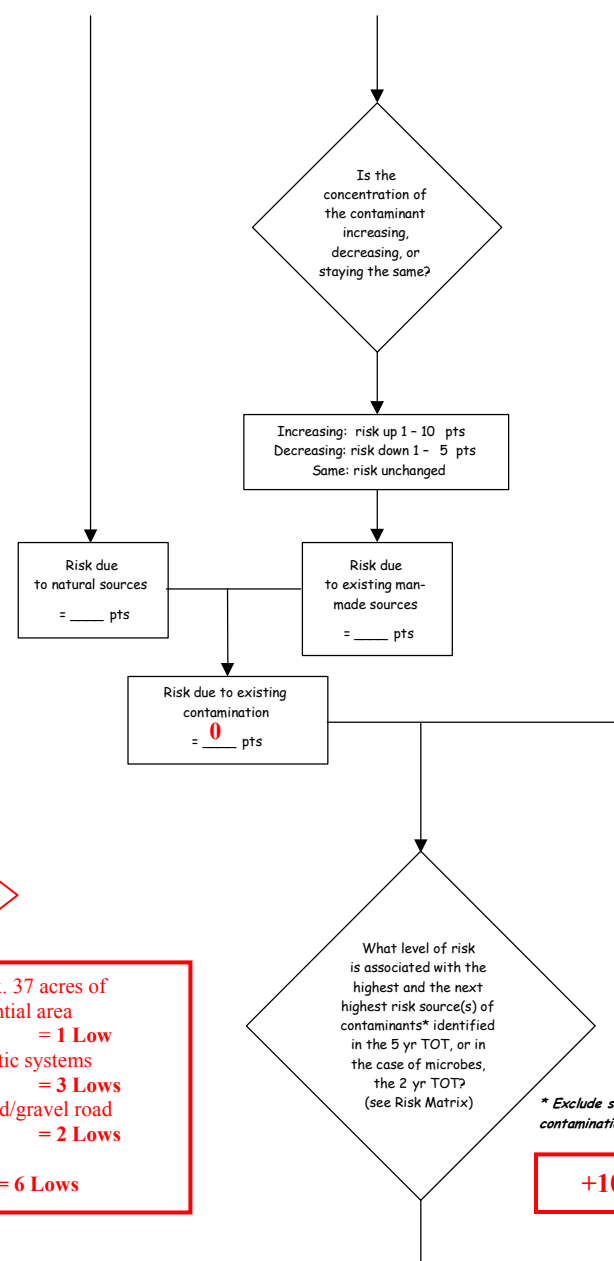 Is the
concentration of
the contaminant
increasing,
decreasing, or
staying the same?
Increasing: risk up 1 – 10 pts
Decreasing: risk down 1 – 5 pts
Same: risk unchanged
Risk due
to natural sources
= ____ pts
Risk due
to existing man-
made sources
= ____ pts
Risk due to existing
contamination
= 0 pts
. 37 acres of
area
= 1 Low
systems
= 3 Lows
/gravel road
= 2 Lows
= 6 Lows
What level of risk
is associated with the
highest and the next
highest risk source(s) of
contaminants* identified
in the 5 yr TOT, or in
the case of microbes,
the 2 yr TOT?
(see Risk Matrix)
* Exclude